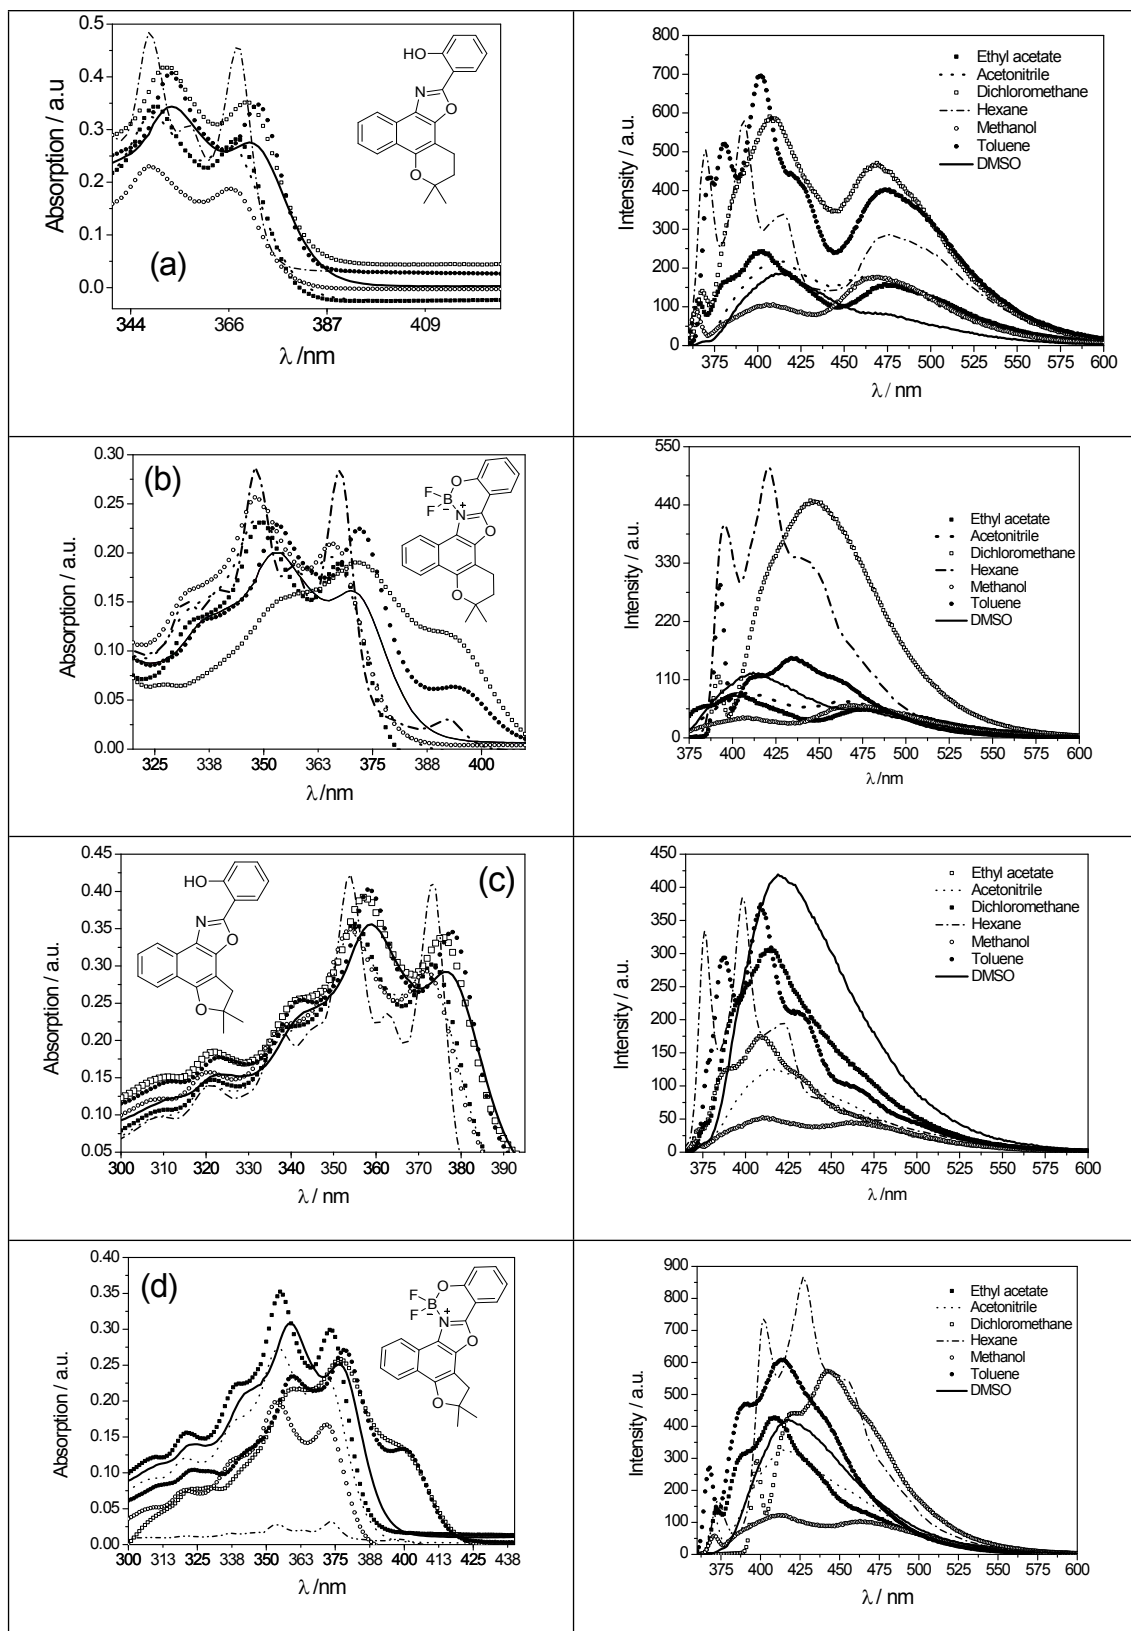 0.5
0.4
0.3
0.2
0.1
0.0
Absorption / a.u
344
366
387
409
λ /nm
(a)
HO
N
O
O
800
700
600
500
400
300
200
100
0
Intensity / a.u.
375
400
425
450
475
500
525
550
575
600
λ / nm
Ethyl acetate
Acetonitrile
Dichloromethane
Hexane
Methanol
Toluene
DMSO
0.30
0.25
0.20
0.15
0.10
0.05
0.00
Absorption / a.u.
325
338
350
363
375
388
400
λ /nm
(b)
F
F
B
O
N
+
O
O
550
440
330
220
110
0
Intensity / a.u.
375
400
425
450
475
500
525
550
575
600
λ/nm
Ethyl acetate
Acetonitrile
Dichloromethane
Hexane
Methanol
Toluene
DMSO
0.45
0.40
0.35
0.30
0.25
0.20
0.15
0.10
0.05
Absorption / a.u.
300
320
340
360
380
390
λ / nm
(c)
HO
N
O
O
450
400
350
300
250
200
150
100
50
0
Intensity / a.u.
375
400
425
450
475
500
525
550
575
600
λ /nm
Ethyl acetate
Acetonitrile
Dichloromethane
Hexane
Methanol
Toluene
DMSO
0.40
0.35
0.30
0.25
0.20
0.15
0.10
0.05
0.00
Absorption / a.u.
300
313
325
338
350
363
375
388
400
413
425
438
λ /nm
(d)
F
F
B
O
N
+
O
O
900
800
700
600
500
400
300
200
100
0
Intensity / a.u.
375
400
425
450
475
500
525
550
575
600
λ /nm
Ethyl acetate
Acetonitrile
Dichloromethane
Hexane
Methanol
Toluene
DMSO